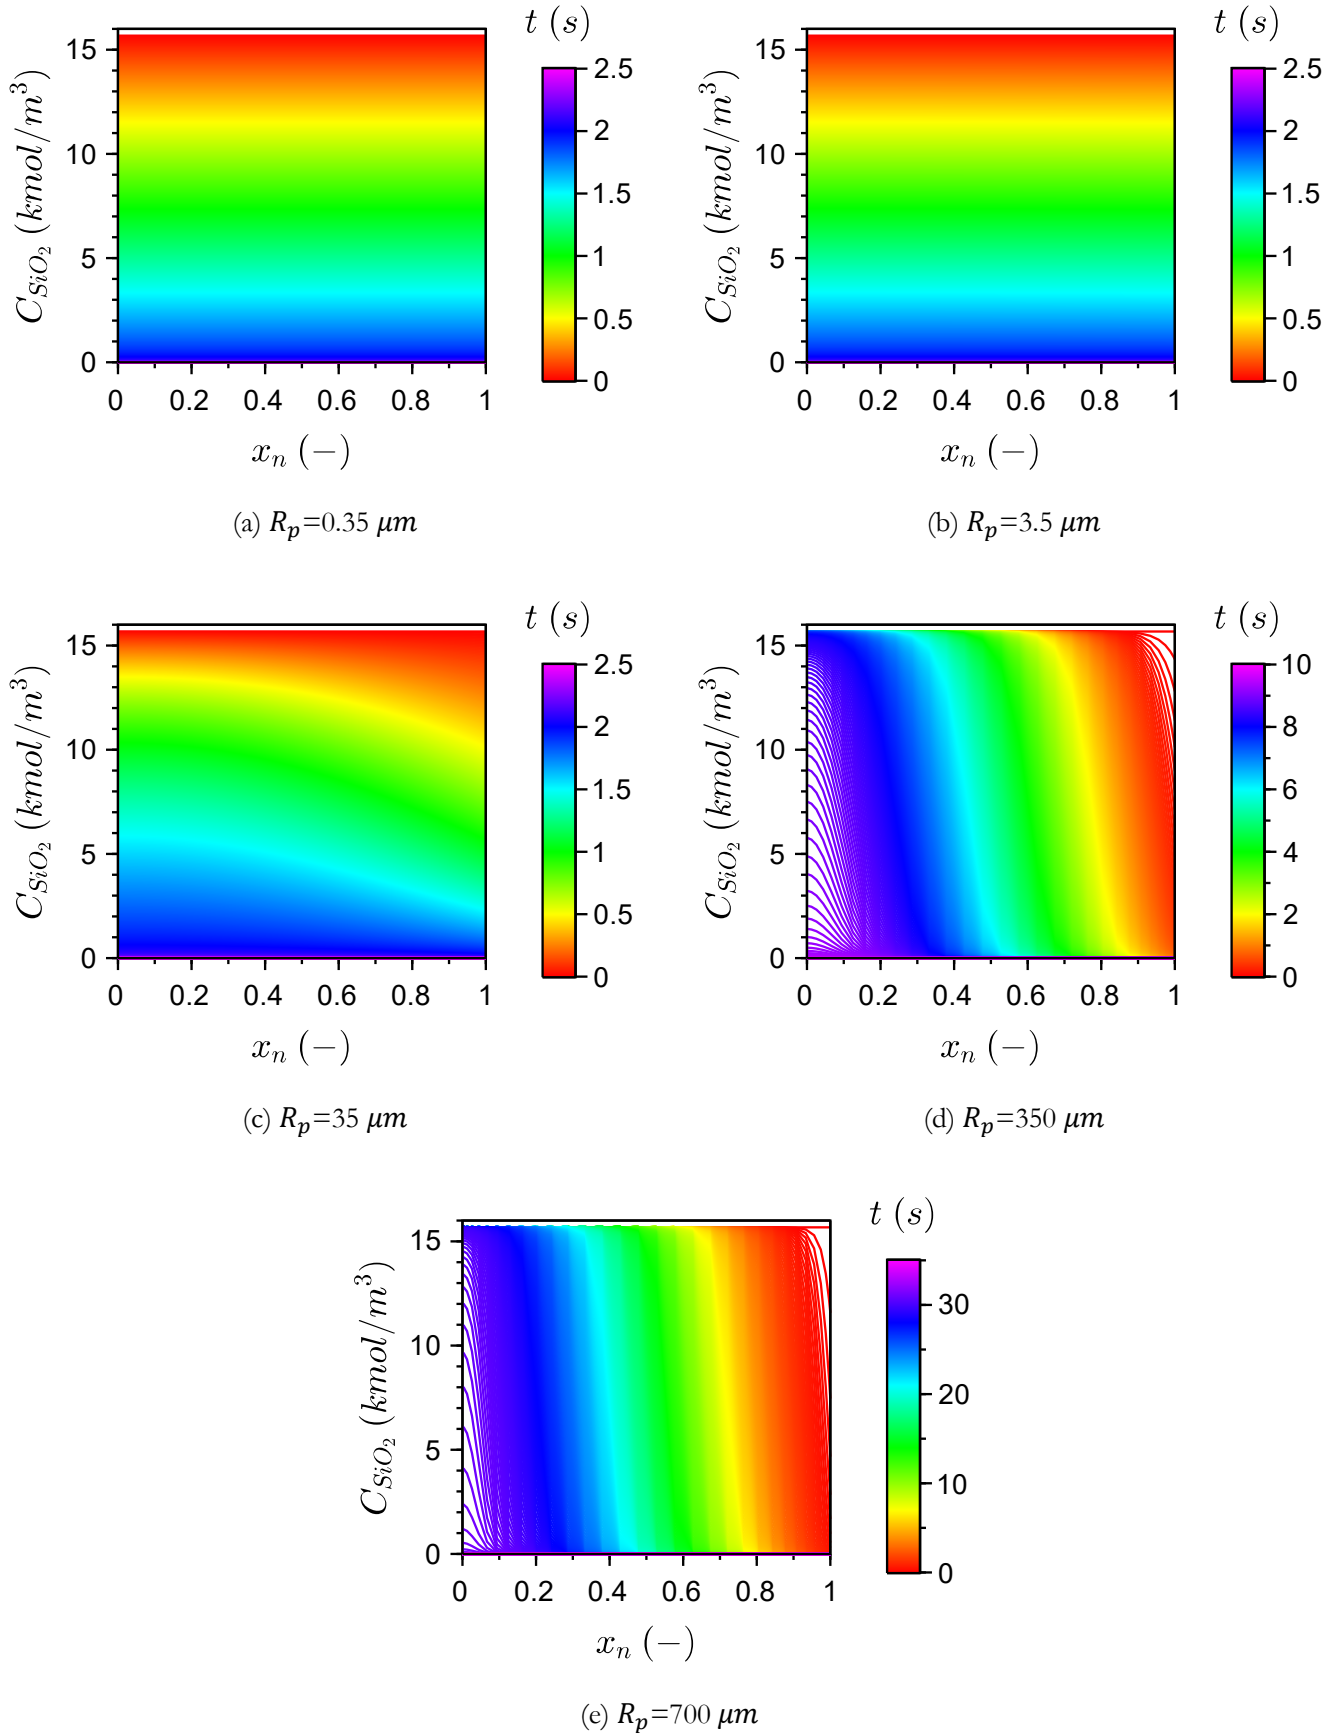 t (s)
t (s)
C_{SiO_2} (kmol/m^3)
15
10
5
0
0 0.2 0.4 0.6 0.8 1
x_n (−)
2.5
2
1.5
1
0.5
0
C_{SiO_2} (kmol/m^3)
15
10
5
0
0 0.2 0.4 0.6 0.8 1
x_n (−)
2.5
2
1.5
1
0.5
0
(a) R_p=0.35 μm
(b) R_p=3.5 μm
t (s)
t (s)
C_{SiO_2} (kmol/m^3)
15
10
5
0
0 0.2 0.4 0.6 0.8 1
x_n (−)
2.5
2
1.5
1
0.5
0
C_{SiO_2} (kmol/m^3)
15
10
5
0
0 0.2 0.4 0.6 0.8 1
x_n (−)
10
8
6
4
2
0
(c) R_p=35 μm
(d) R_p=350 μm
t (s)
C_{SiO_2} (kmol/m^3)
15
10
5
0
0 0.2 0.4 0.6 0.8 1
x_n (−)
30
20
10
0
(e) R_p=700 μm